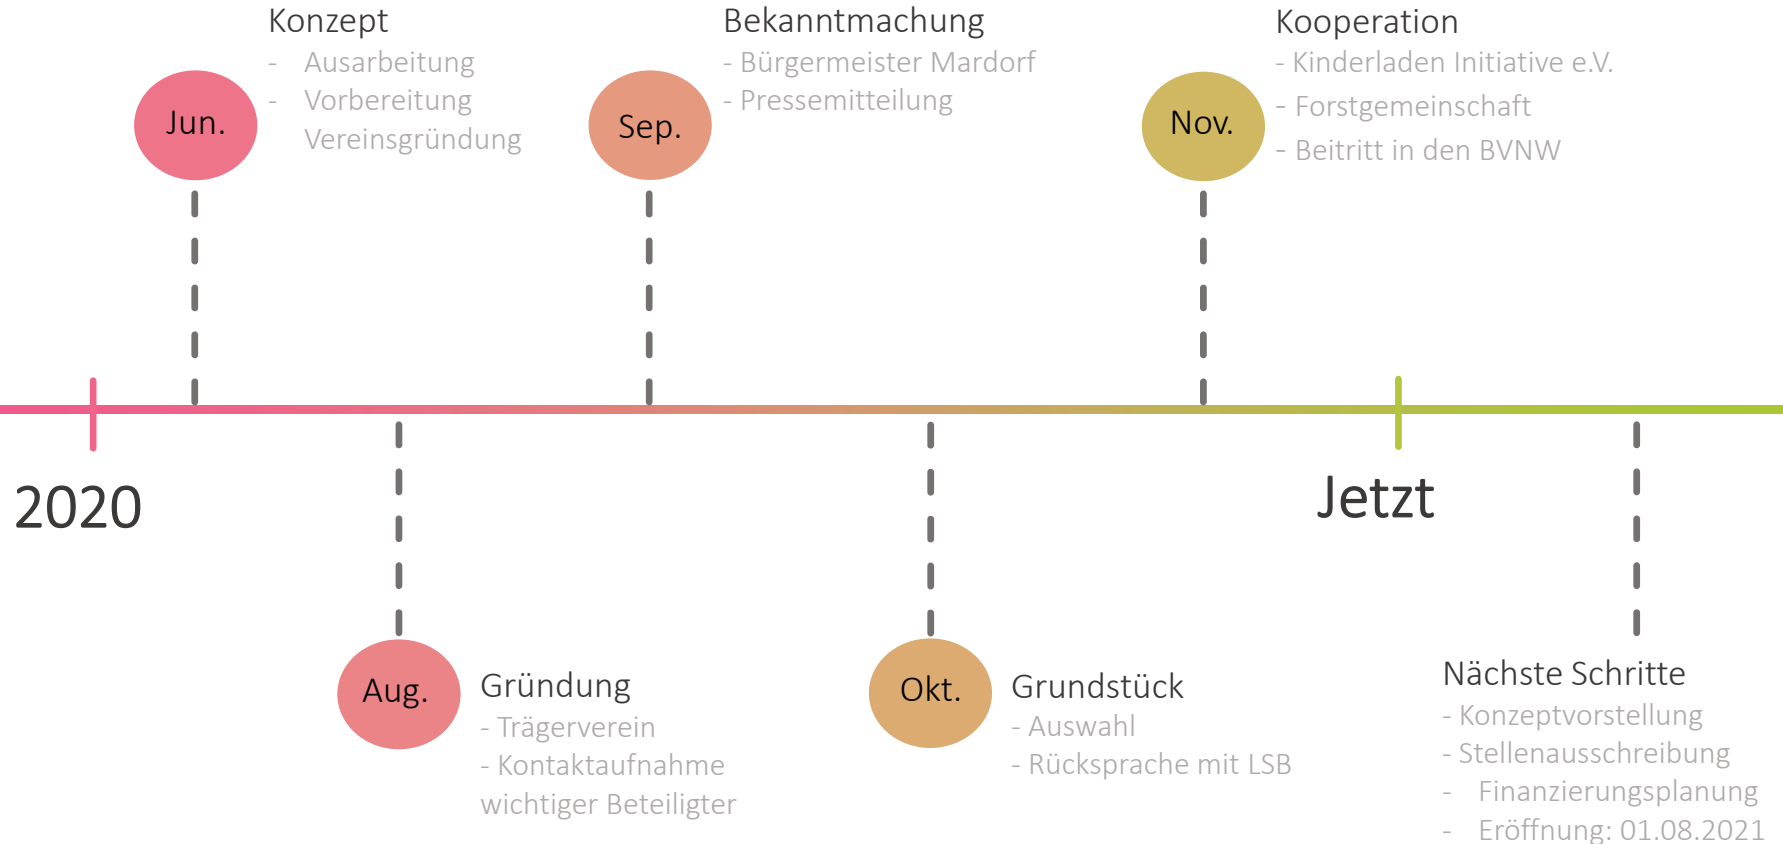 Konzept
- Ausarbeitung
- Vorbereitung
Vereinsgründung
Jun.
Bekanntmachung
- Bürgermeister Mardorf
- Pressemitteilung
Sep.
Kooperation
- Kinderladen Initiative e.V.
- Forstgemeinschaft
- Beitritt in den BVNW
Nov.
2020
Jetzt
Aug.
Gründung
- Trägerverein
- Kontaktaufnahme
wichtiger Beteiligter
Okt.
Grundstück
- Auswahl
- Rücksprache mit LSB
Nächste Schritte
- Konzeptvorstellung
- Stellenausschreibung
- Finanzierungsplanung
- Eröffnung: 01.08.2021